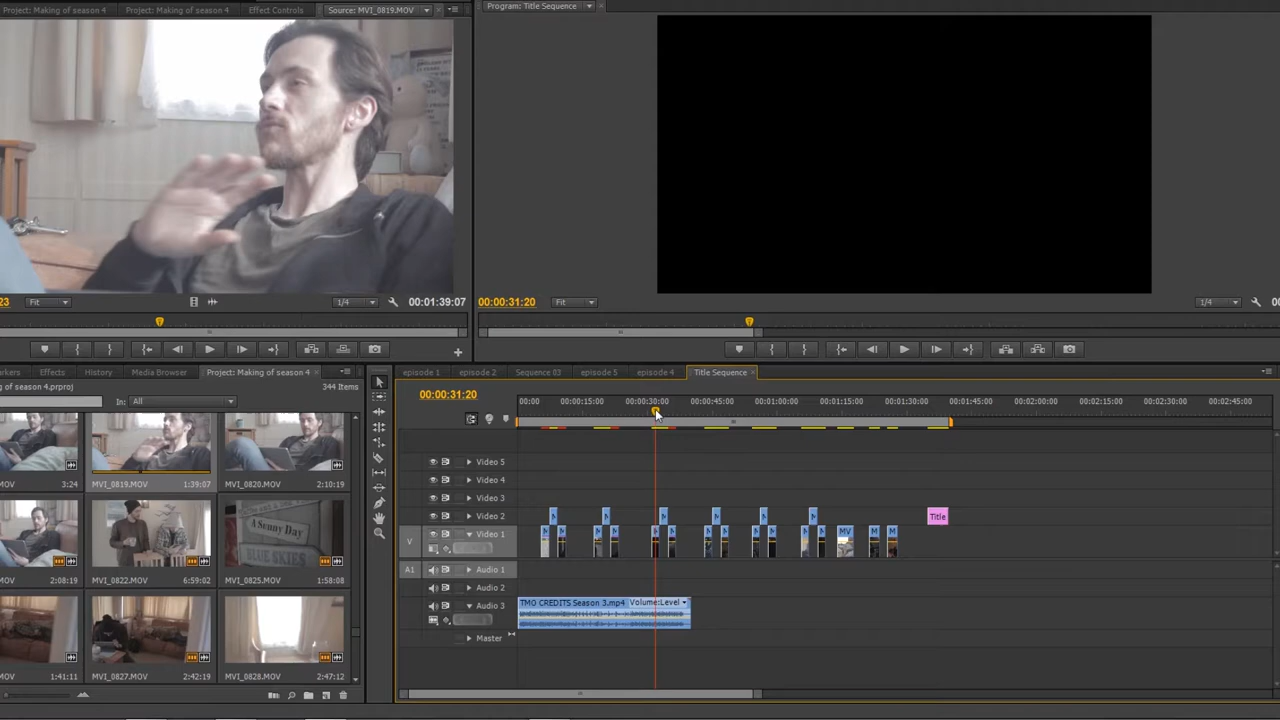 Project: Making of season 4 Project: Making of season 4 Effect Controls Source: MVI_0819.MOV
Program: Title Sequence
23 Fit 1/4 00:01:39:07
00:00:31:20 Fit 1/4 00
rkers Effects History Media Browser Project: Making of season 4
g of season 4.prproj 344 Items
In: All
MOV 3:24 MVI_0819.MOV 1:39:07 MVI_0820.MOV 2:10:19
A Sunny Day
BLUE SKIES
MOV 2:08:19 MVI_0822.MOV 6:59:02 MVI_0825.MOV 1:58:08
MOV 1:41:11 MVI_0827.MOV 2:42:19 MVI_0828.MOV 2:47:12
episode 1 episode 2 Sequence 03 episode 5 episode 4 Title Sequence
00:00:31:20
00:00 00:00:15:00 00:00:30:00 00:00:45:00 00:01:00:00 00:01:15:00 00:01:30:00 00:01:45:00 00:02:00:00 00:02:15:00 00:02:30:00 00:02:45:00
Video 5
Video 4
Video 3
Video 2 Title
V Video 1 MV M M
A1 Audio 1
Audio 2
Audio 3 TMO CREDITS Season 3.mp4 Volume:Level
Master